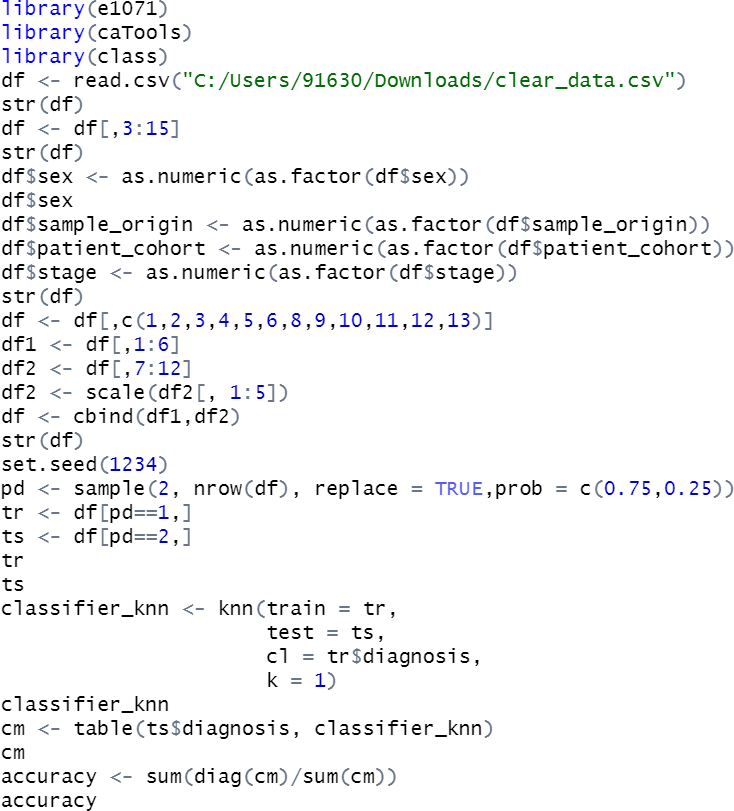 library(e1071)
library(caTools)
library(class)
df <- read.csv("C:/Users/91630/Downloads/clear_data.csv")
str(df)
df <- df[,3:15]
str(df)
df$sex <- as.numeric(as.factor(df$sex))
df$sex
df$sample_origin <- as.numeric(as.factor(df$sample_origin))
df$patient_cohort <- as.numeric(as.factor(df$patient_cohort))
df$stage <- as.numeric(as.factor(df$stage))
str(df)
df <- df[,c(1,2,3,4,5,6,8,9,10,11,12,13)]
df1 <- df[,1:6]
df2 <- df[,7:12]
df2 <- scale(df2[, 1:5])
df <- cbind(df1,df2)
str(df)
set.seed(1234)
pd <- sample(2, nrow(df), replace = TRUE,prob = c(0.75,0.25))
tr <- df[pd==1,]
ts <- df[pd==2,]
tr
ts
classifier_knn <- knn(train = tr,
                      test = ts,
                      cl = tr$diagnosis,
                      k = 1)
classifier_knn
cm <- table(ts$diagnosis, classifier_knn)
cm
accuracy <- sum(diag(cm)/sum(cm))
accuracy